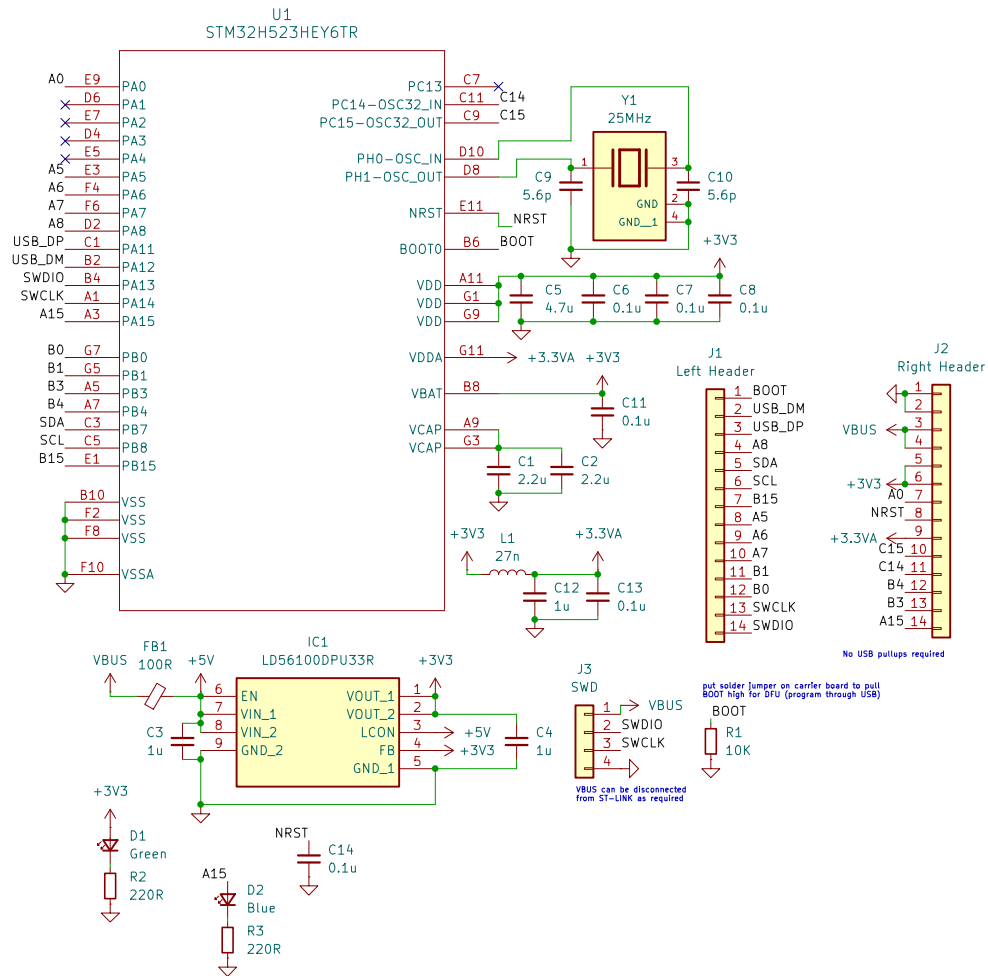 U1
STM32H523HEY6TR
A0 E9 PA0
D6 PA1
E7 PA2
D4 PA3
E5 PA4
A5 E3 PA5
A6 F4 PA6
A7 F6 PA7
A8 D2 PA8
USB_DP C1 PA11
USB_DM B2 PA12
SWDIO B4 PA13
SWCLK A1 PA14
A15 A3 PA15
B0 G7 PB0
B1 G5 PB1
B3 A5 PB3
B4 A7 PB4
SDA C3 PB7
SCL C5 PB8
B15 E1 PB15
B10 VSS
F2 VSS
F8 VSS
F10 VSSA
PC13 C7
PC14-OSC32_IN C11 C14
PC15-OSC32_OUT C9 C15
PH0-OSC_IN D10
PH1-OSC_OUT D8
NRST E11 NRST
BOOT0 B6 BOOT
VDD A11
VDD G1
VDD G9
VDDA G11 +3.3VA
VBAT B8
VCAP A9
VCAP G3
Y1
25MHz
1 3
GND 2
GND__1 4
C9
5.6p
C10
5.6p
+3V3
C5
4.7u
C6
0.1u
C7
0.1u
C8
0.1u
+3V3
C11
0.1u
C1
2.2u
C2
2.2u
+3V3
L1
27n
+3.3VA
C12
1u
C13
0.1u
J1
Left Header
1 BOOT
2 USB_DM
3 USB_DP
4 A8
5 SDA
6 SCL
7 B15
8 A5
9 A6
10 A7
11 B1
12 B0
13 SWCLK
14 SWDIO
J2
Right Header
1
2
VBUS 3
4
5
+3V3 6
A0 7
NRST 8
+3.3VA 9
C15 10
C14 11
B4 12
B3 13
A15 14
No USB pullups required
VBUS
FB1
100R
+5V
IC1
LD56100DPU33R
6 EN
7 VIN_1
8 VIN_2
9 GND_2
VOUT_1 1
VOUT_2 2
LCON 3 +5V
FB 4 +3V3
GND_1 5
+3V3
C3
1u
C4
1u
J3
SWD
1 VBUS
2 SWDIO
3 SWCLK
4
VBUS can be disconnected
from ST-LINK as required
put solder jumper on carrier board to pull
BOOT high for DFU (program through USB)
BOOT
R1
10K
+3V3
D1
Green
R2
220R
A15
D2
Blue
R3
220R
NRST
C14
0.1u